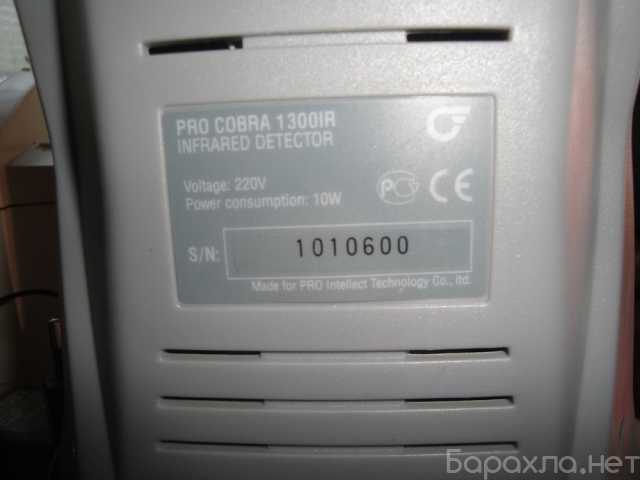 PRO COBRA 1300IR
INFRARED DETECTOR
Voltage: 220V
Power consumption: 10W
S/N: 1010600
Made for PRO Intellect Technology Co., ltd.
Барахла.нет